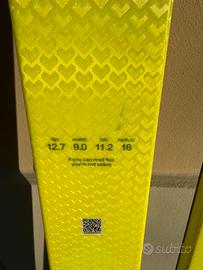 tip: waist: tail: radius:
12.7 9.0 11.2 18
if you can read this
you're not skiing
subito